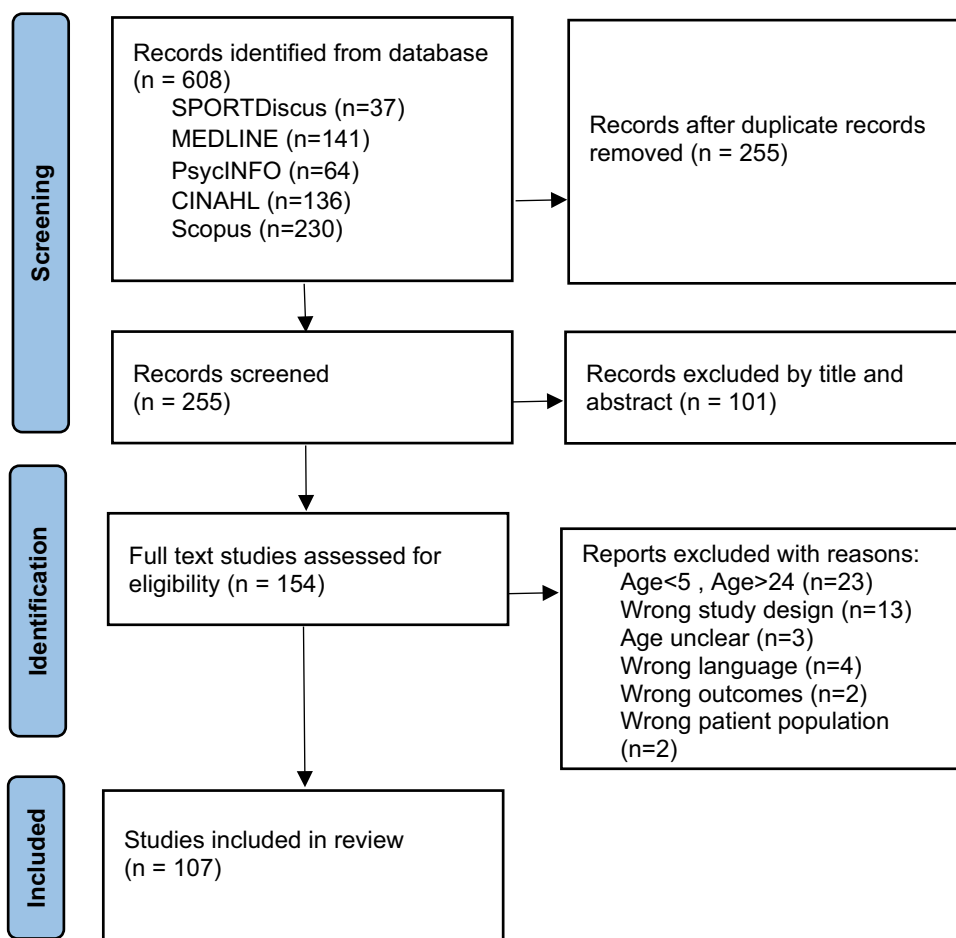 Screening
Records identified from database
(n = 608)
SPORTDiscus (n=37)
MEDLINE (n=141)
PsycINFO (n=64)
CINAHL (n=136)
Scopus (n=230)
Records after duplicate records
removed (n = 255)
Records screened
(n = 255)
Records excluded by title and
abstract (n = 101)
Identification
Full text studies assessed for
eligibility (n = 154)
Reports excluded with reasons:
Age<5 , Age>24 (n=23)
Wrong study design (n=13)
Age unclear (n=3)
Wrong language (n=4)
Wrong outcomes (n=2)
Wrong patient population
(n=2)
Included
Studies included in review
(n = 107)